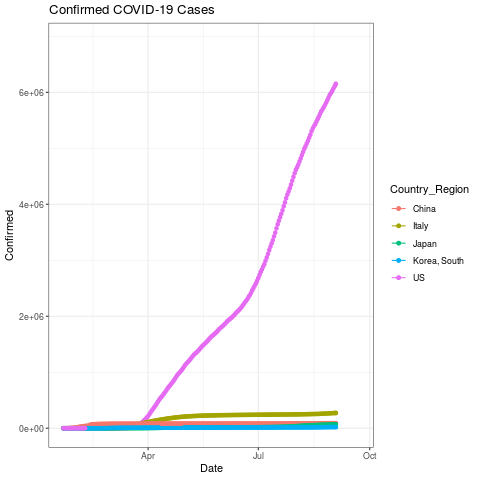 Confirmed COVID-19 Cases
6e+06
4e+06
2e+06
0e+00
Confirmed
Apr
Jul
Oct
Date
Country_Region
China
Italy
Japan
Korea, South
US